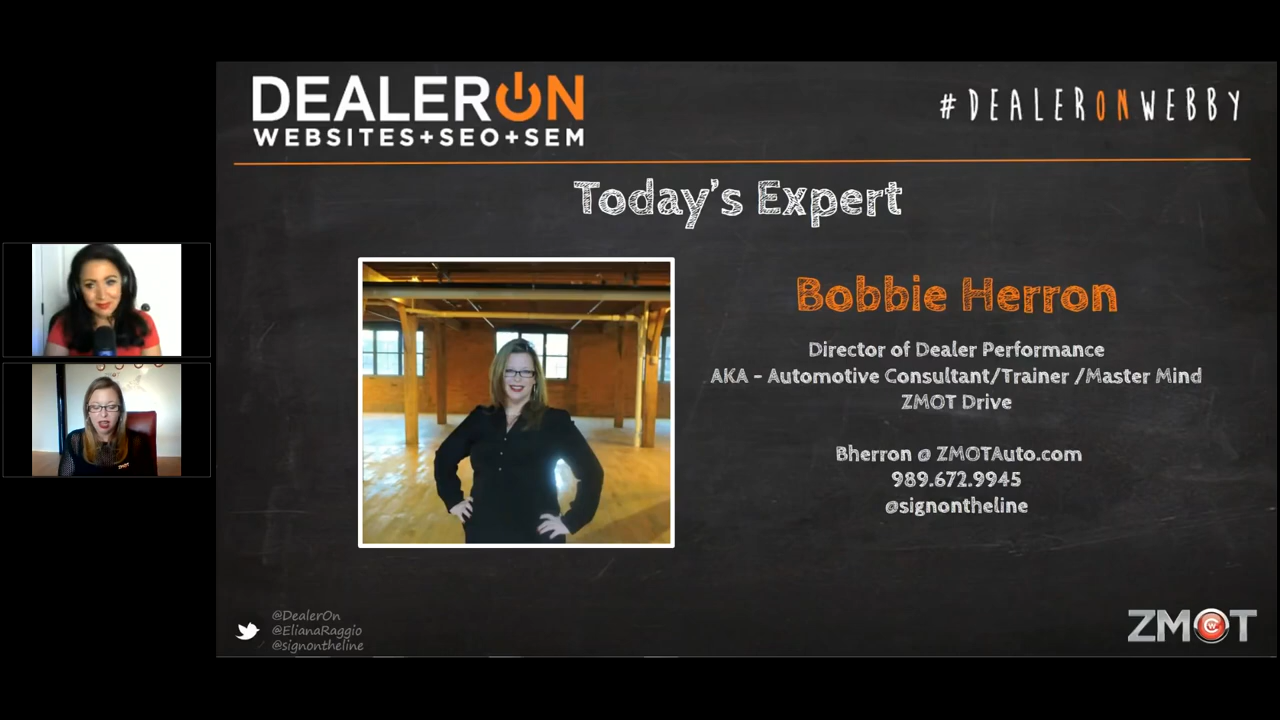 DEALERON
WEBSITES+SEO+SEM
#DEALERONWEBBY
Today's Expert
Bobbie Herron
Director of Dealer Performance
AKA - Automotive Consultant/Trainer /Master Mind
ZMOT Drive
Bherron @ ZMOTAuto.com
989.672.9945
@signontheline
@DealerOn
@ElianaRaggio
@signontheline
ZMOT